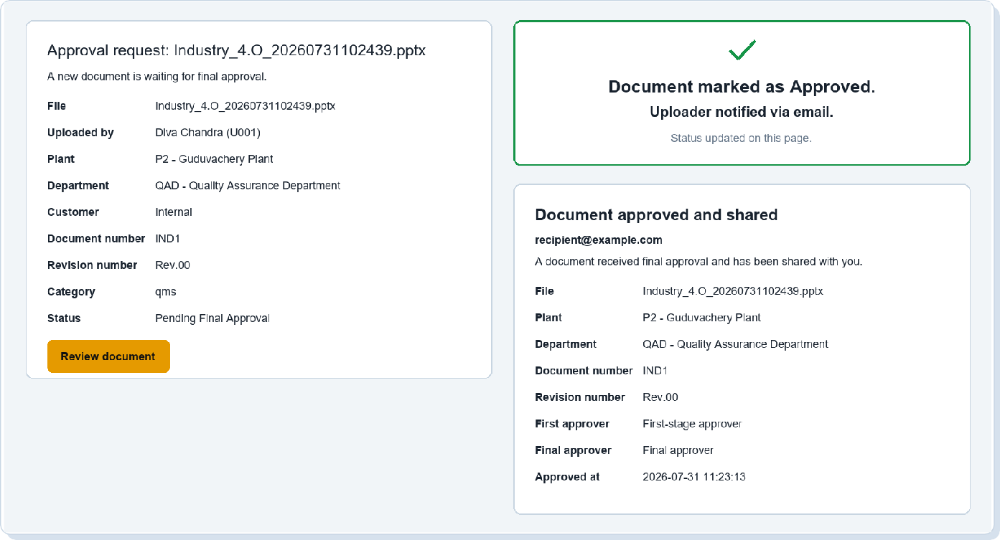 Approval request: Industry_4.O_20260731102439.pptx
A new document is waiting for final approval.
File Industry_4.O_20260731102439.pptx
Uploaded by Diva Chandra (U001)
Plant P2 - Guduvachery Plant
Department QAD - Quality Assurance Department
Customer Internal
Document number IND1
Revision number Rev.00
Category qms
Status Pending Final Approval
Review document
Document marked as Approved.
Uploader notified via email.
Status updated on this page.
Document approved and shared
recipient@example.com
A document received final approval and has been shared with you.
File Industry_4.O_20260731102439.pptx
Plant P2 - Guduvachery Plant
Department QAD - Quality Assurance Department
Document number IND1
Revision number Rev.00
First approver First-stage approver
Final approver Final approver
Approved at 2026-07-31 11:23:13